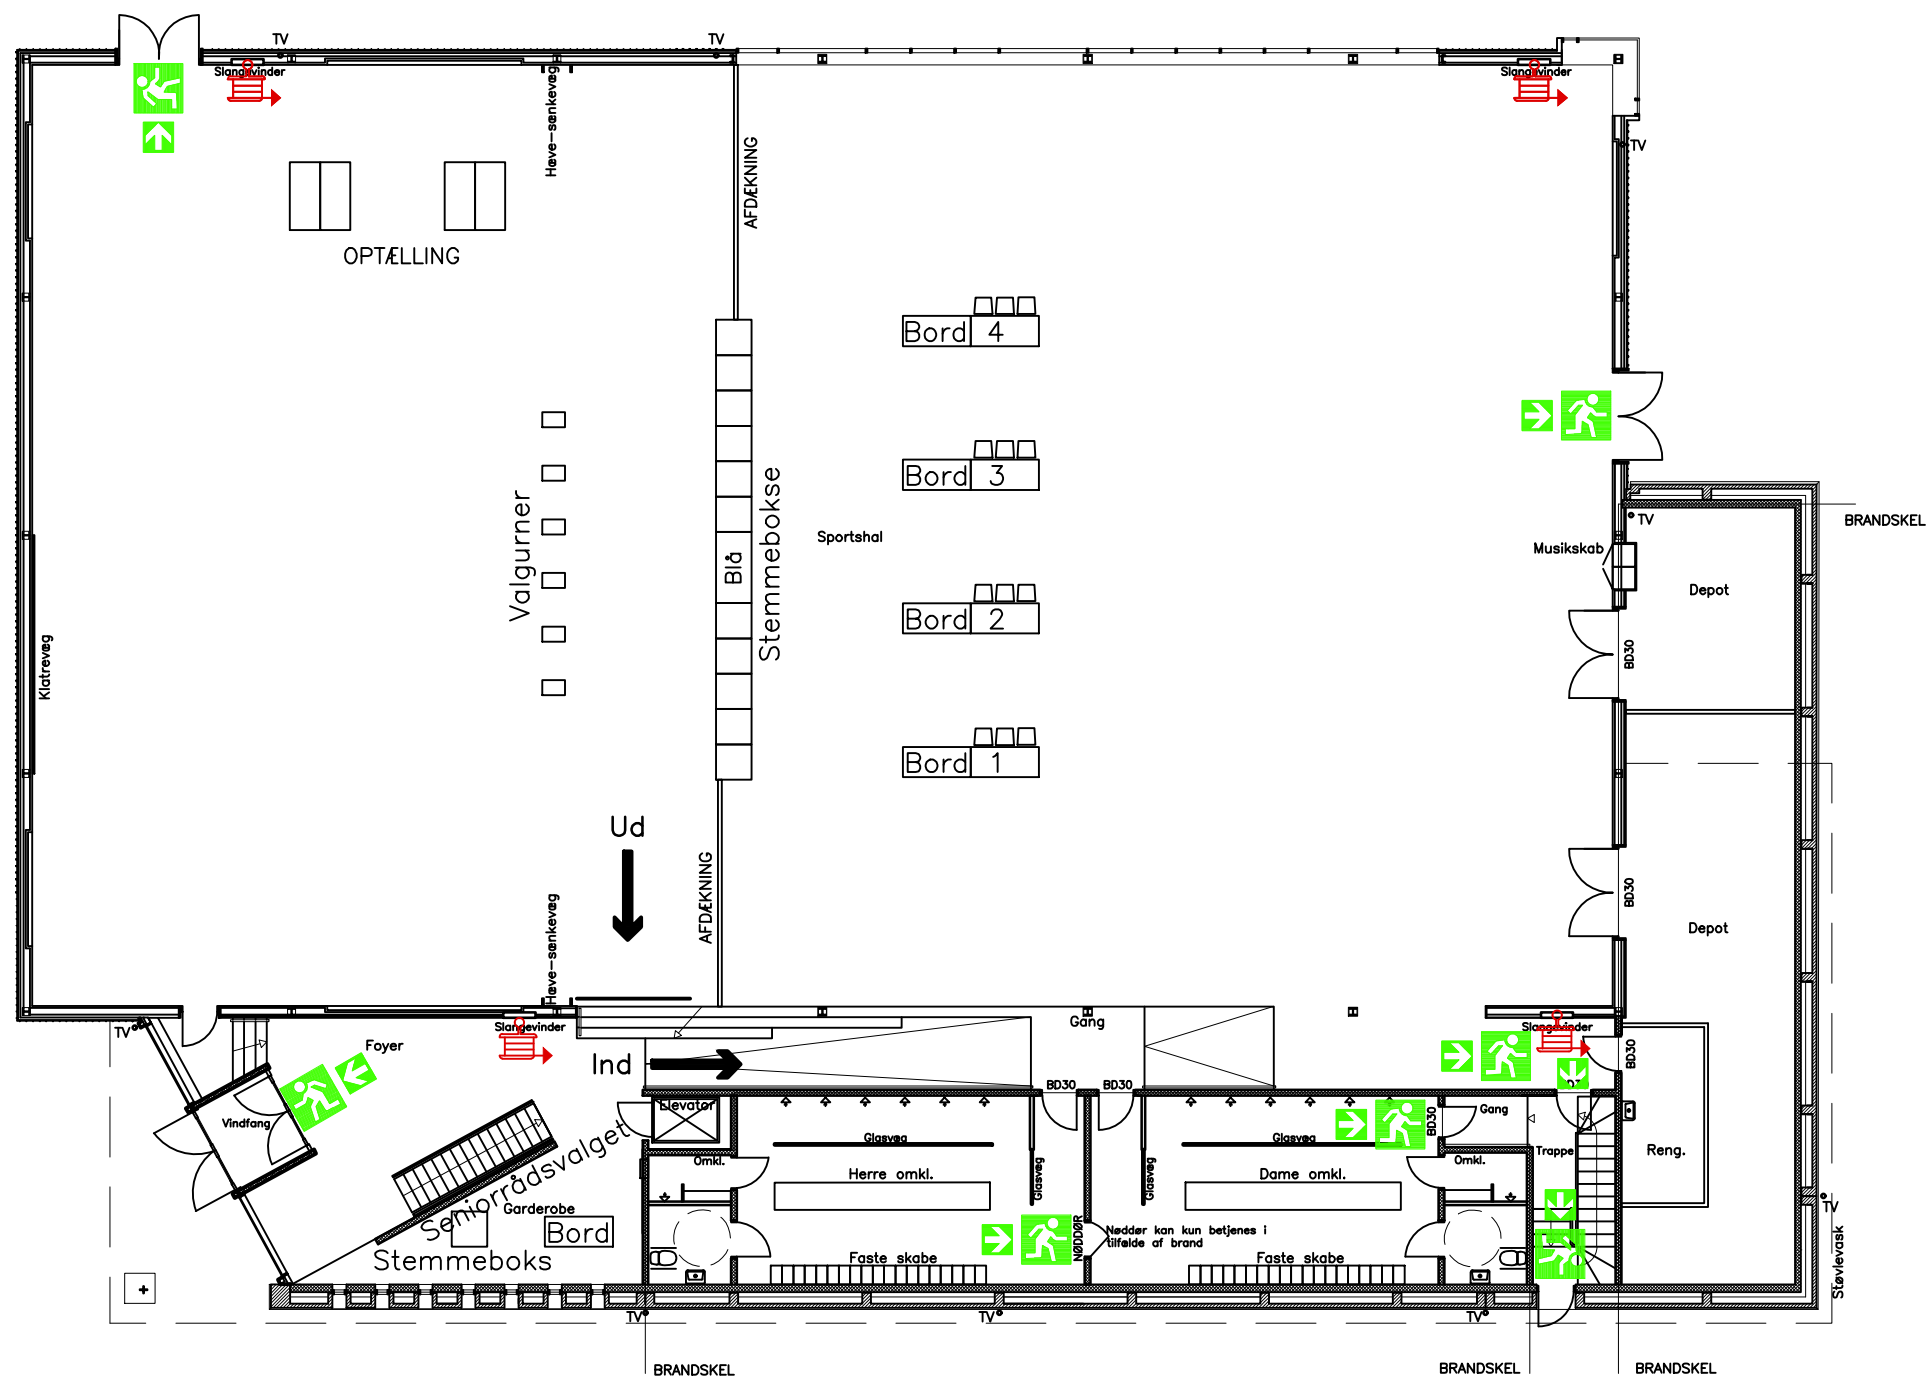 TV
TV
Slangevinder
Slangevinder
Hæve-sænkevæg
AFDÆKNING
TV
OPTÆLLING
Bord 4
Bord 3
Valgurner
Stemmebokse
Blå
Sportshal
TV
BRANDSKEL
Musikskab
Depot
Bord 2
BD30
Klatrevæg
Bord 1
Ud
AFDÆKNING
BD30
Hæve-sænkevæg
Depot
TV
Slangevinder
Gang
Slangevinder
Foyer
Ind
BD30
BD30
BD30
Elevator
Vindfang
Glasvæg
Glasvæg
BD30
Gang
Omkl.
Herre omkl.
Glasvæg
Glasvæg
Dame omkl.
Omkl.
Trappe
Reng.
Seniorrådsvalget
Garderobe
Bord
Stemmeboks
NØDDØR
Nøddør kan kun betjenes i
tilfælde af brand
Faste skabe
Faste skabe
TV
Støvlevask
TV
TV
TV
BRANDSKEL
BRANDSKEL
BRANDSKEL